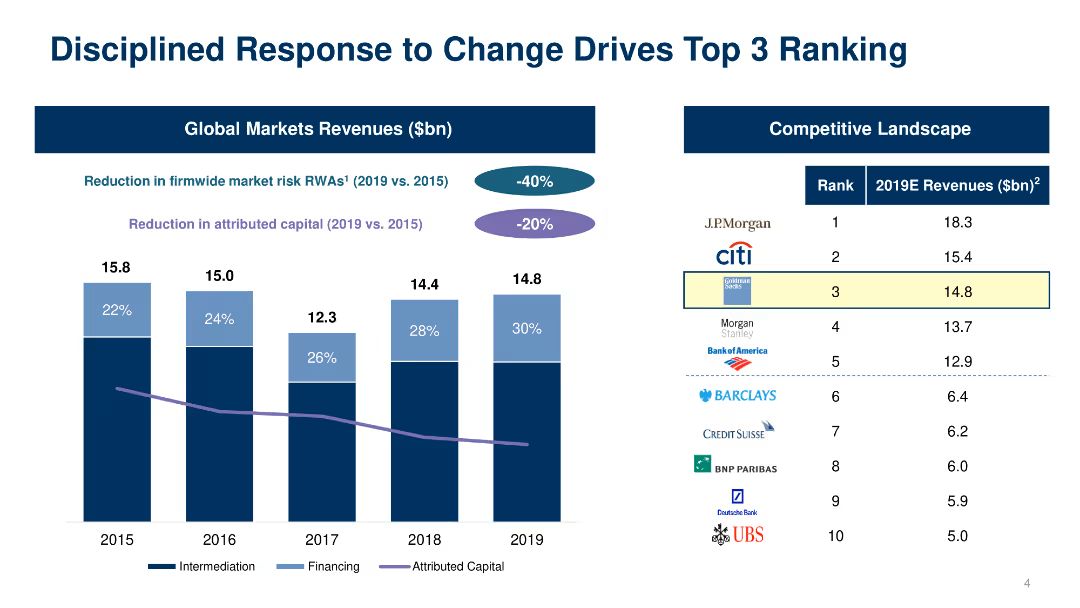 Disciplined Response to Change Drives Top 3 Ranking
Global Markets Revenues ($bn)
Reduction in firmwide market risk RWAs¹ (2019 vs. 2015)
-40%
Reduction in attributed capital (2019 vs. 2015)
-20%
15.8
15.0
12.3
14.4
14.8
22%
24%
26%
28%
30%
2015
2016
2017
2018
2019
Intermediation
Financing
Attributed Capital
Competitive Landscape
Rank
2019E Revenues ($bn)²
J.P.Morgan
1
18.3
citi
2
15.4
Goldman
Sachs
3
14.8
Morgan
Stanley
4
13.7
Bank of America
5
12.9
BARCLAYS
6
6.4
CREDIT SUISSE
7
6.2
BNP PARIBAS
8
6.0
Deutsche Bank
9
5.9
UBS
10
5.0
4